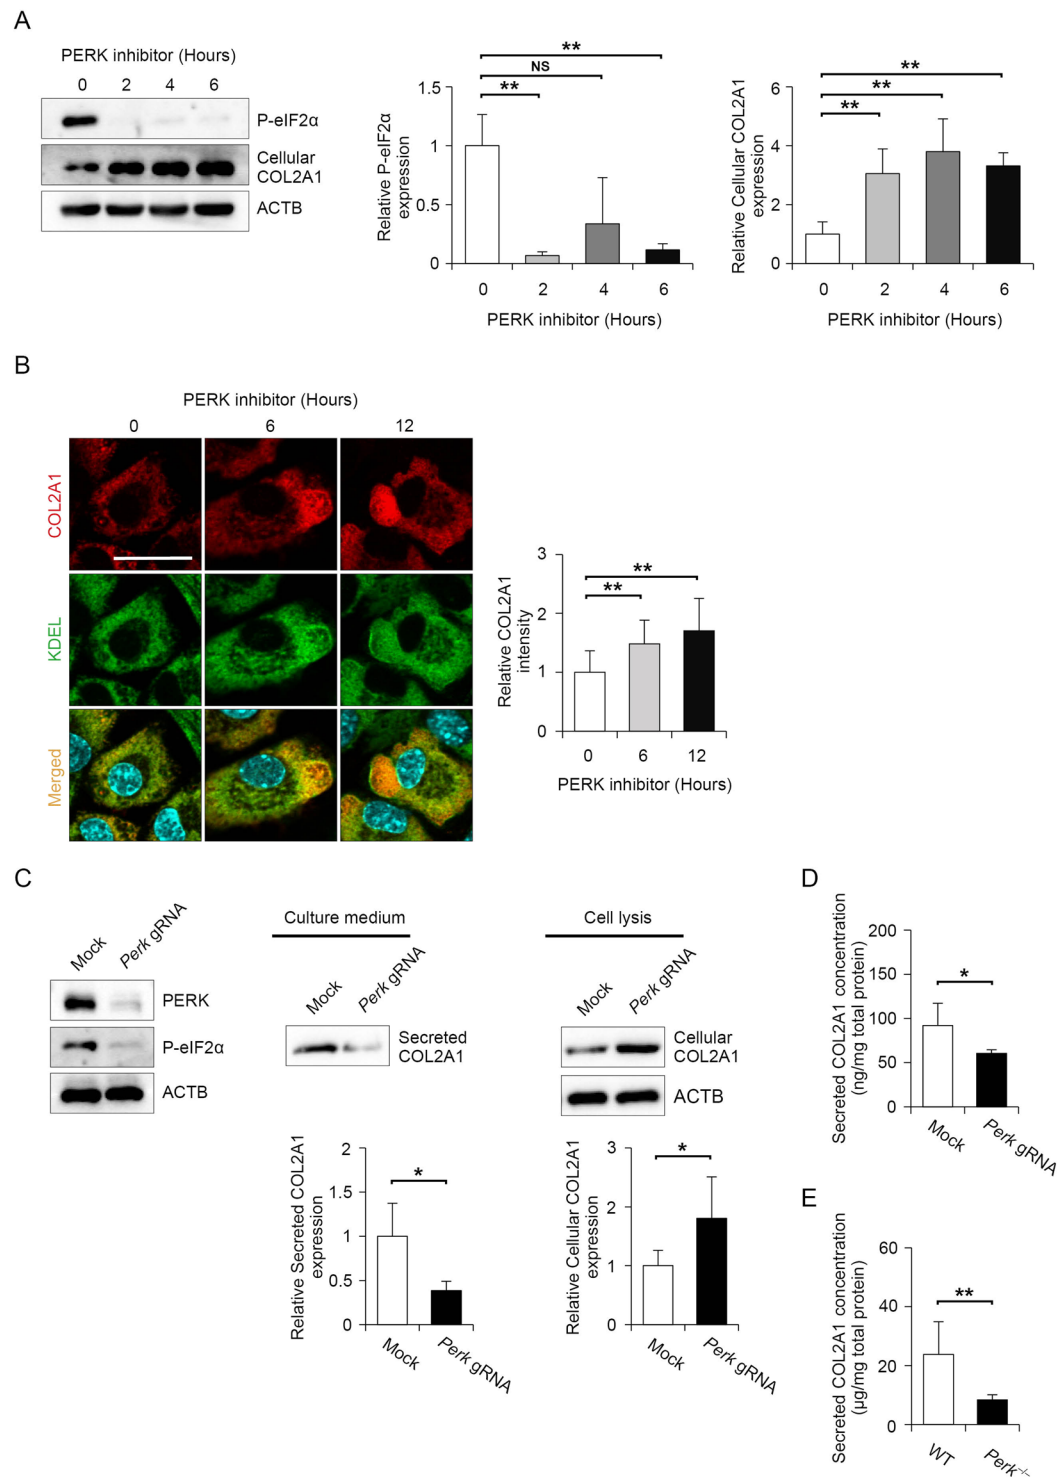 A
PERK inhibitor (Hours)
0 2 4 6
P-eIF2α
Cellular
COL2A1
ACTB
Relative P-eIF2α
expression
1.5
1
0.5
0
**
NS
**
0 2 4 6
PERK inhibitor (Hours)
Relative Cellular COL2A1
expression
6
4
2
0
**
**
**
0 2 4 6
PERK inhibitor (Hours)
B
PERK inhibitor (Hours)
0 6 12
COL2A1
KDEL
Merged
Relative COL2A1
intensity
3
2
1
0
**
**
0 6 12
PERK inhibitor (Hours)
C
Mock Perk gRNA
PERK
P-eIF2α
ACTB
Culture medium
Mock Perk gRNA
Secreted
COL2A1
Relative Secreted COL2A1
expression
2
1.5
1
0.5
0
*
Mock Perk gRNA
Cell lysis
Mock Perk gRNA
Cellular
COL2A1
ACTB
Relative Cellular COL2A1
expression
3
2
1
0
*
Mock Perk gRNA
D
Secreted COL2A1 concentration
(ng/mg total protein)
200
150
100
50
0
*
Mock Perk gRNA
E
Secreted COL2A1 concentration
(µg/mg total protein)
60
40
20
0
**
WT Perk⁻/⁻